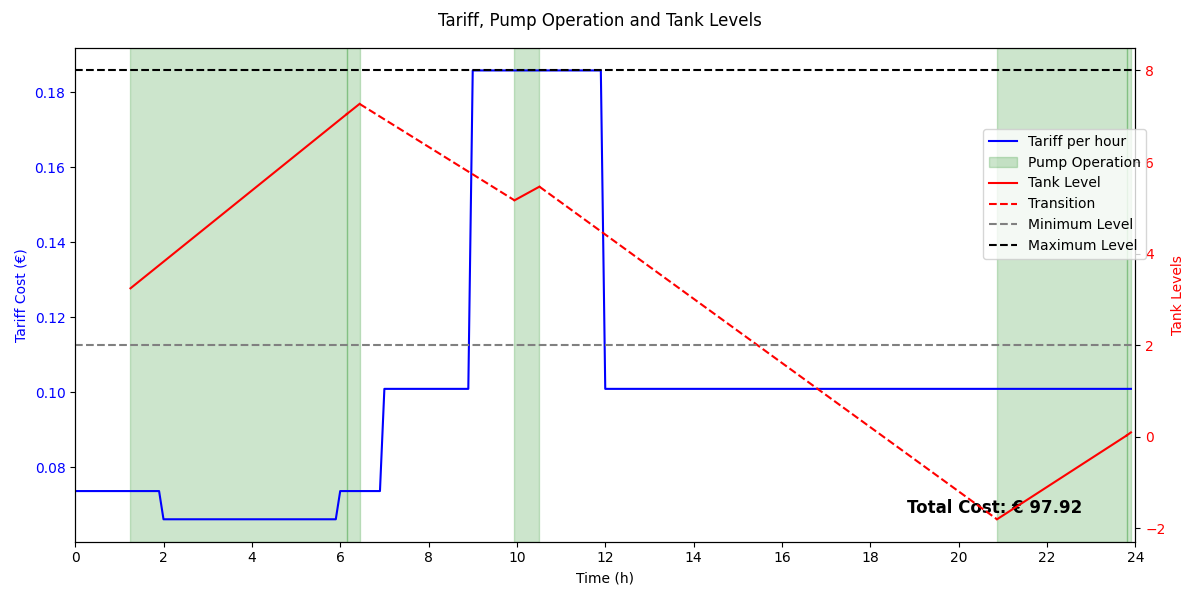 Tariff, Pump Operation and Tank Levels
Tariff Cost (€)
0.18
0.16
0.14
0.12
0.10
0.08
8
6
4
2
0
−2
Tank Levels
Tariff per hour
Pump Operation
Tank Level
Transition
Minimum Level
Maximum Level
Total Cost: € 97.92
0 2 4 6 8 10 12 14 16 18 20 22 24
Time (h)